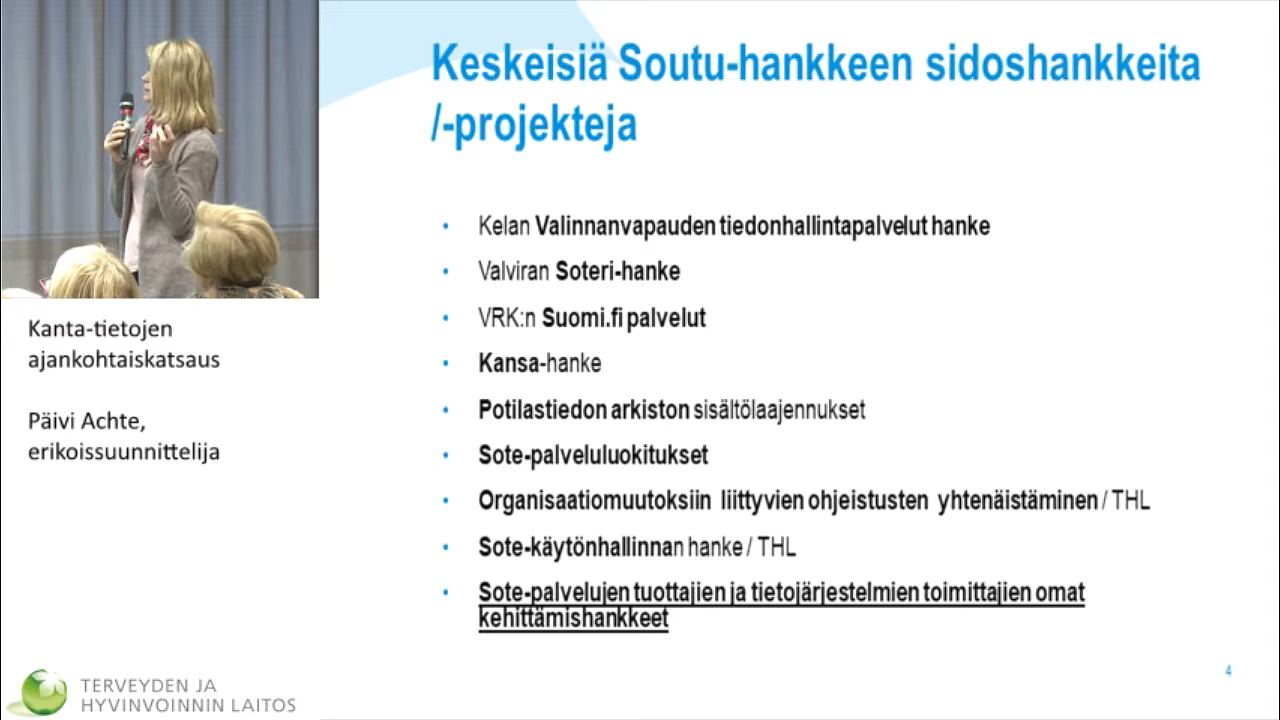 Keskeisiä Soutu-hankkeen sidoshankkeita
/-projekteja
• Kelan Valinnanvapauden tiedonhallintapalvelut hanke
• Valviran Soteri-hanke
• VRK:n Suomi.fi palvelut
• Kansa-hanke
• Potilastiedon arkiston sisältölaajennukset
• Sote-palveluluokitukset
• Organisaatiomuutoksiin liittyvien ohjeistusten yhtenäistäminen / THL
• Sote-käytönhallinnan hanke / THL
• Sote-palvelujen tuottajien ja tietojärjestelmien toimittajien omat
kehittämishankkeet
4
Kanta-tietojen
ajankohtaiskatsaus
Päivi Achte,
erikoissuunnittelija
TERVEYDEN JA
HYVINVOINNIN LAITOS